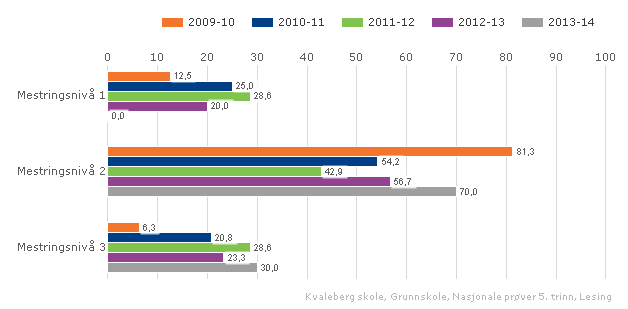 2009-10 2010-11 2011-12 2012-13 2013-14
0 10 20 30 40 50 60 70 80 90 100
Mestringsnivå 1
12,5
25,0
28,6
20,0
0,0
Mestringsnivå 2
81,3
54,2
42,9
56,7
70,0
Mestringsnivå 3
6,3
20,8
28,6
23,3
30,0
Kvaleberg skole, Grunnskole, Nasjonale prøver 5. trinn, Lesing